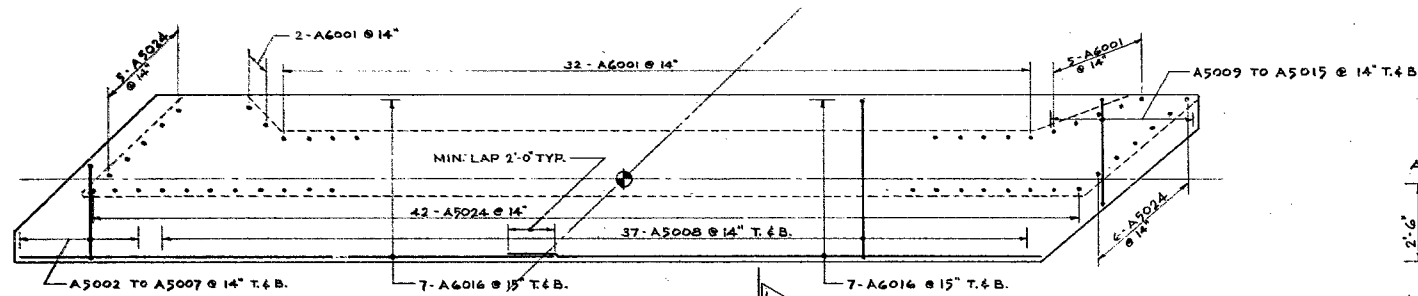 2-A6001 @ 14"
5-A5024
@ 14"
32-A6001 @ 14"
5-A6001
@ 14"
A5009 TO A5015 @ 14" T. & B.
MIN. LAP 2'-0" TYP.
A
42-A5024 @ 14"
2'-6"
37-A5008 @ 14" T. & B.
6-A5024
@ 14"
A5002 TO A5007 @ 14" T. & B.
7-A6016 @ 15" T. & B.
7-A6016 @ 15" T. & B.